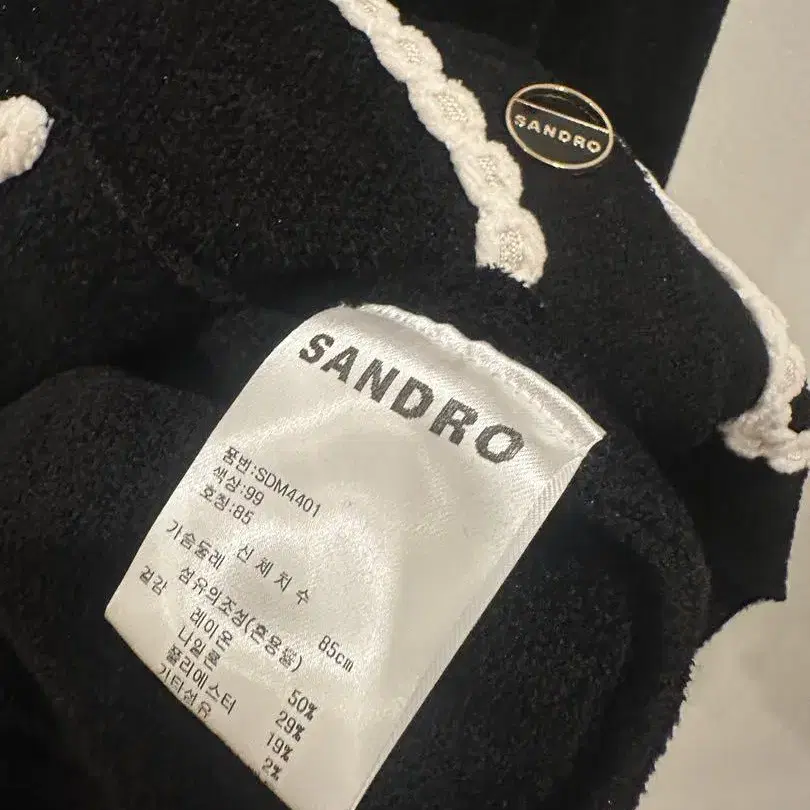 SANDRO
SANDRO
품번:SDM4401
색상:99
호칭:85
신 체 치 수
가슴둘레 85cm
섬유의조성(혼용률)
겉감 레이온 50%
나일론 29%
폴리에스터 19%
기타섬유 2%